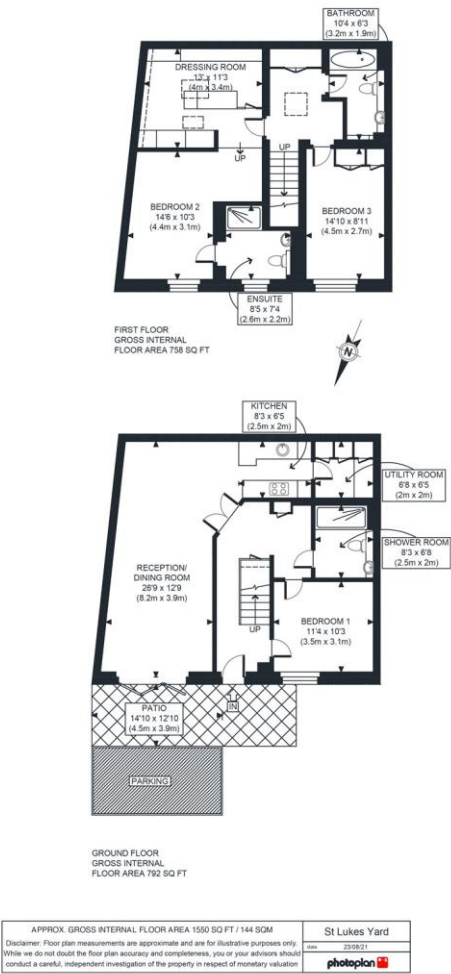 BATHROOM
10'4 x 6'3
(3.2m x 1.9m)
DRESSING ROOM
13' x 11'3
(4m x 3.4m)
UP
UP
BEDROOM 2
14'6 x 10'3
(4.4m x 3.1m)
BEDROOM 3
14'10 x 8'11
(4.5m x 2.7m)
ENSUITE
8'5 x 7'4
(2.6m x 2.2m)
FIRST FLOOR
GROSS INTERNAL
FLOOR AREA 758 SQ FT
N
KITCHEN
8'3 x 6'5
(2.5m x 2m)
UTILITY ROOM
6'8 x 6'5
(2m x 2m)
SHOWER ROOM
8'3 x 6'8
(2.5m x 2m)
RECEPTION/
DINING ROOM
26'9 x 12'9
(8.2m x 3.9m)
UP
BEDROOM 1
11'4 x 10'3
(3.5m x 3.1m)
IN
PATIO
14'10 x 12'10
(4.5m x 3.9m)
PARKING
GROUND FLOOR
GROSS INTERNAL
FLOOR AREA 792 SQ FT
APPROX. GROSS INTERNAL FLOOR AREA 1550 SQ FT / 144 SQM
Disclaimer: Floor plan measurements are approximate and are for illustrative purposes only.
While we do not doubt the floor plan accuracy and completeness, you or your advisors should
conduct a careful, independent investigation of the property in respect of monetary valuation
St Lukes Yard
date 23/08/21
photoplan